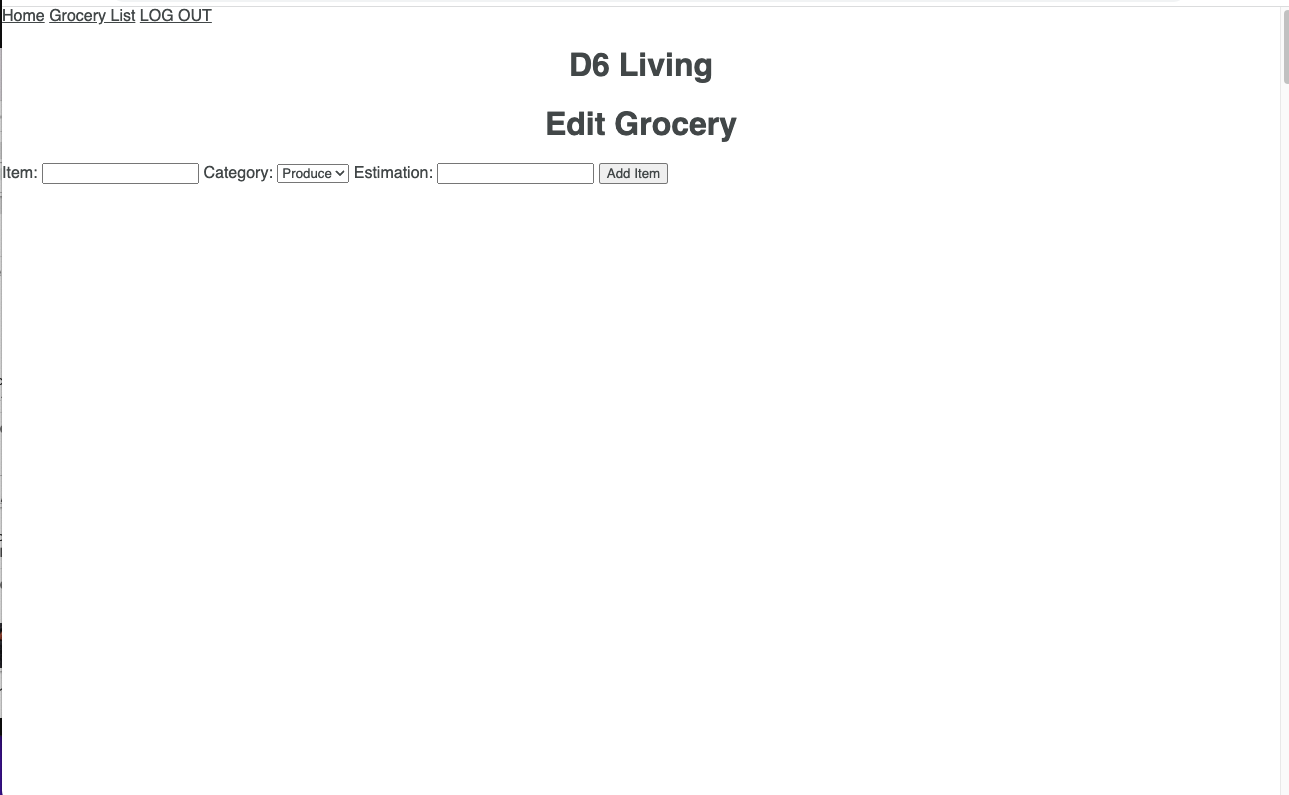 Home Grocery List LOG OUT
D6 Living
Edit Grocery
Item: Category: Produce Estimation: Add Item